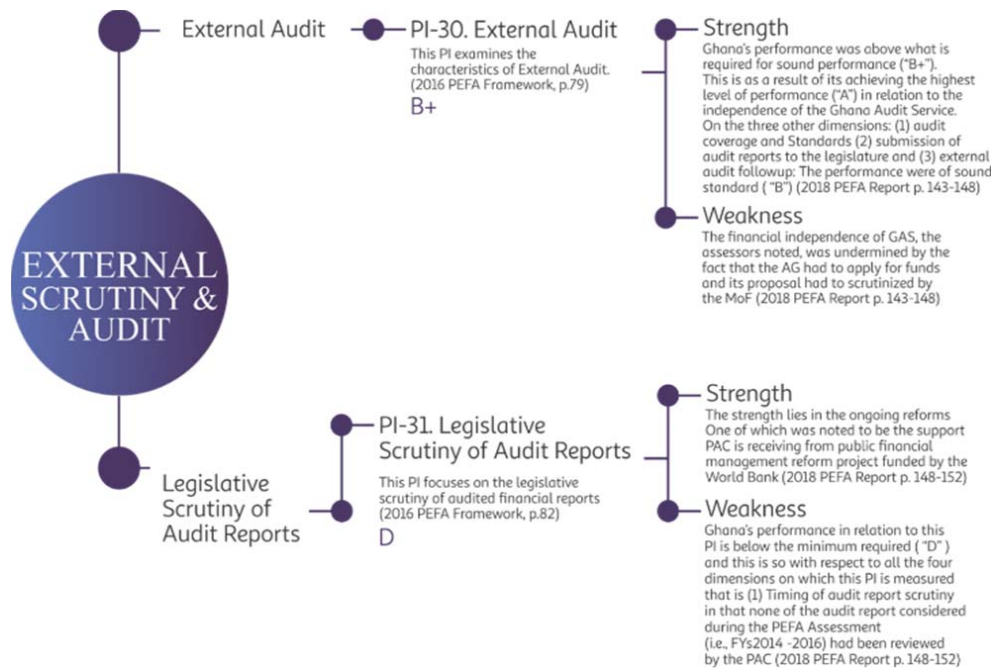 External Audit
PI-30. External Audit
This PI examines the
characteristics of External Audit.
(2016 PEFA Framework, p.79)
B+
Strength
Ghana's performance was above what is
required for sound performance ("B+").
This is as a result of its achieving the highest
level of performance ("A") in relation to the
independence of the Ghana Audit Service.
On the three other dimensions: (1) audit
coverage and Standards (2) submission of
audit reports to the legislature and (3) external
audit followup: The performance were of sound
standard ( "B") (2018 PEFA Report p. 143-148)
Weakness
The financial independence of GAS, the
assessors noted, was undermined by the
fact that the AG had to apply for funds
and its proposal had to scrutinized by
the MoF (2018 PEFA Report p. 143-148)
EXTERNAL
SCRUTINY &
AUDIT
Legislative
Scrutiny of
Audit Reports
PI-31. Legislative
Scrutiny of Audit Reports
This PI focuses on the legislative
scrutiny of audited financial reports
(2016 PEFA Framework, p.82)
D
Strength
The strength lies in the ongoing reforms
One of which was noted to be the support
PAC is receiving from public financial
management reform project funded by the
World Bank (2018 PEFA Report p. 148-152)
Weakness
Ghana's performance in relation to this
PI is below the minimum required ( "D" )
and this is so with respect to all the four
dimensions on which this PI is measured
that is (1) Timing of audit report scrutiny
in that none of the audit report considered
during the PEFA Assessment
(i.e., FYs2014 -2016) had been reviewed
by the PAC (2018 PEFA Report p. 148-152)